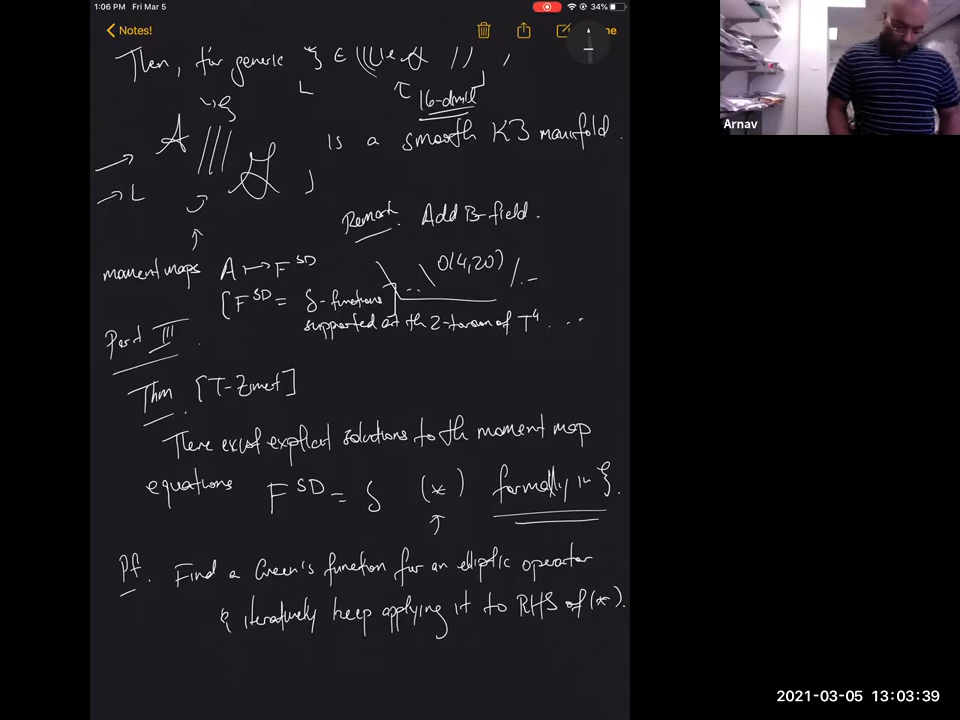 1:06 PM Fri Mar 5
34%
Notes!
Then, for generic ξ ∈
16-dim'l
A /// G is a smooth K3 manifold.
→ L
Remark. Add B-field.
O(4,20)
moment maps A ↦ F^SD
[F^SD = δ-functions
supported at the 2-torsion of T^4 ...
Part III.
Thm. [T-Zimet]
There exist explicit solutions to the moment map
equations F^SD = δ (*) formally in ξ.
Pf. Find a Green's function for an elliptic operator
& iteratively keep applying it to RHS of (*).
Arnav
2021-03-05 13:03:39